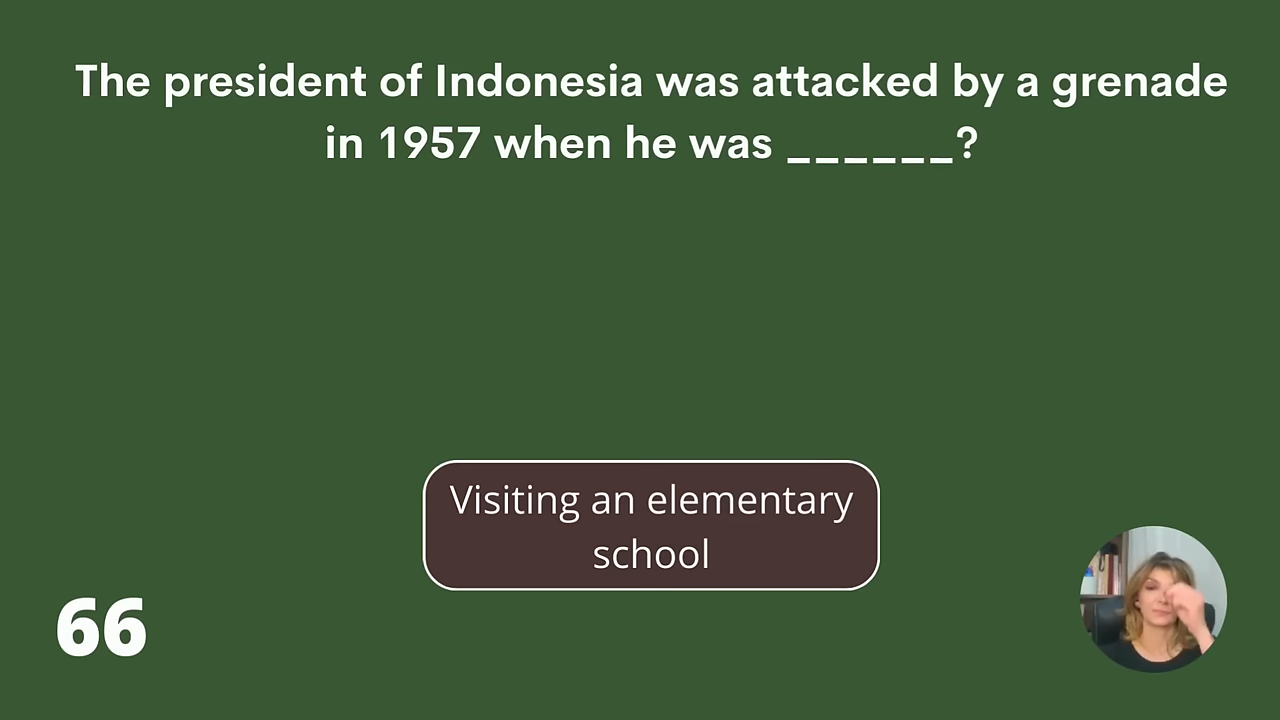 The president of Indonesia was attacked by a grenade
in 1957 when he was ______?
Visiting an elementary
school
66